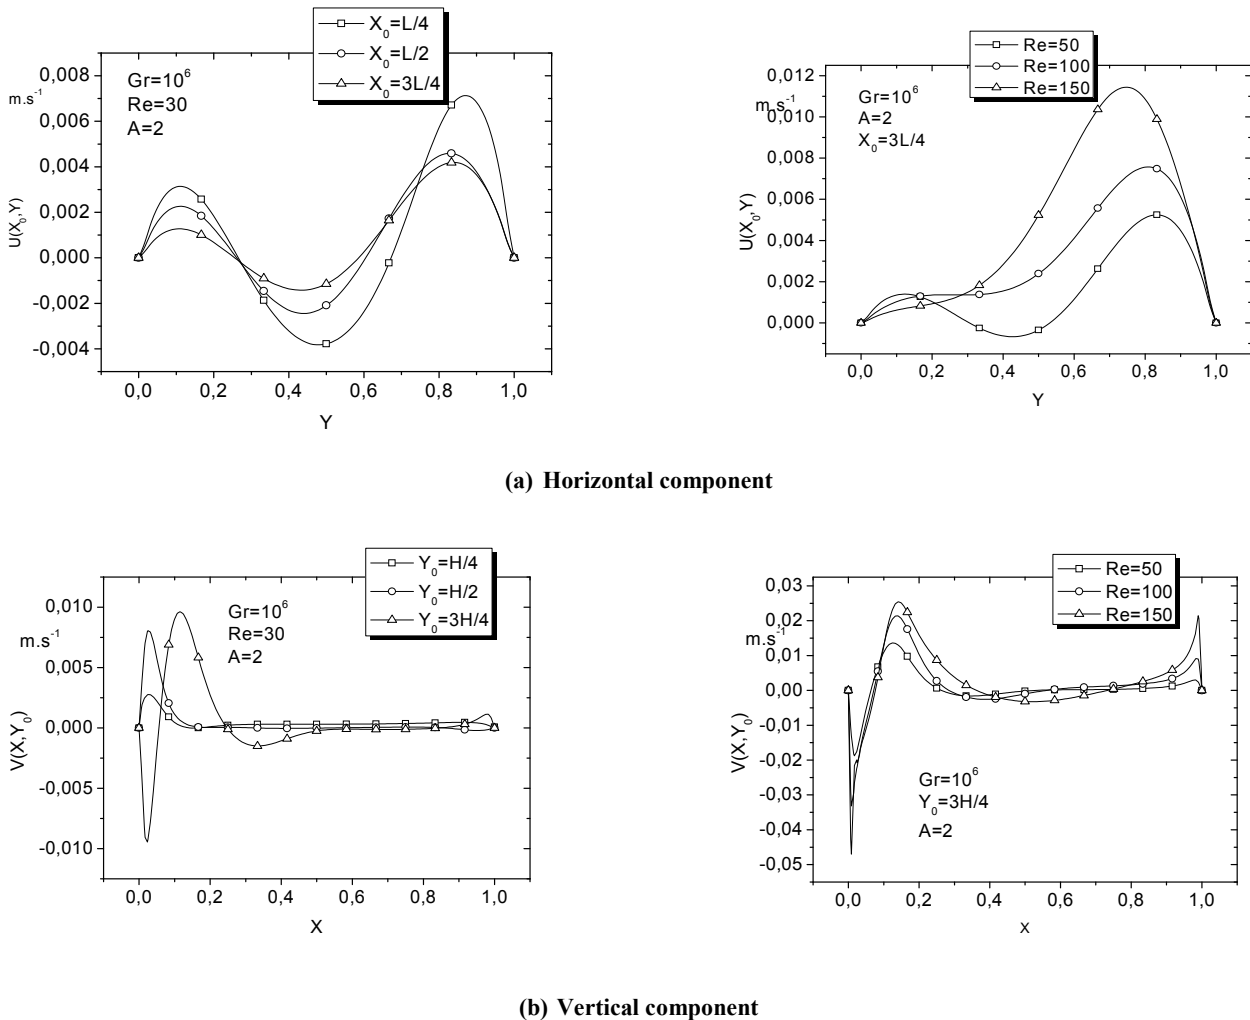 X0=L/4
X0=L/2
X0=3L/4
Gr=10^6
Re=30
A=2
m.s-1
0,008
0,006
0,004
0,002
0,000
-0,002
-0,004
U(X0,Y)
0,0 0,2 0,4 0,6 0,8 1,0
Y
Re=50
Re=100
Re=150
Gr=10^6
A=2
X0=3L/4
m.s-1
0,012
0,010
0,008
0,006
0,004
0,002
0,000
U(X0,Y)
0,0 0,2 0,4 0,6 0,8 1,0
Y
(a) Horizontal component
Y0=H/4
Y0=H/2
Y0=3H/4
Gr=10^6
Re=30
A=2
m.s-1
0,010
0,005
0,000
-0,005
-0,010
V(X,Y0)
0,0 0,2 0,4 0,6 0,8 1,0
X
Re=50
Re=100
Re=150
m.s-1
0,03
0,02
0,01
0,00
-0,01
-0,02
-0,03
-0,04
-0,05
V(X,Y0)
Gr=10^6
Y0=3H/4
A=2
0,0 0,2 0,4 0,6 0,8 1,0
X
(b) Vertical component